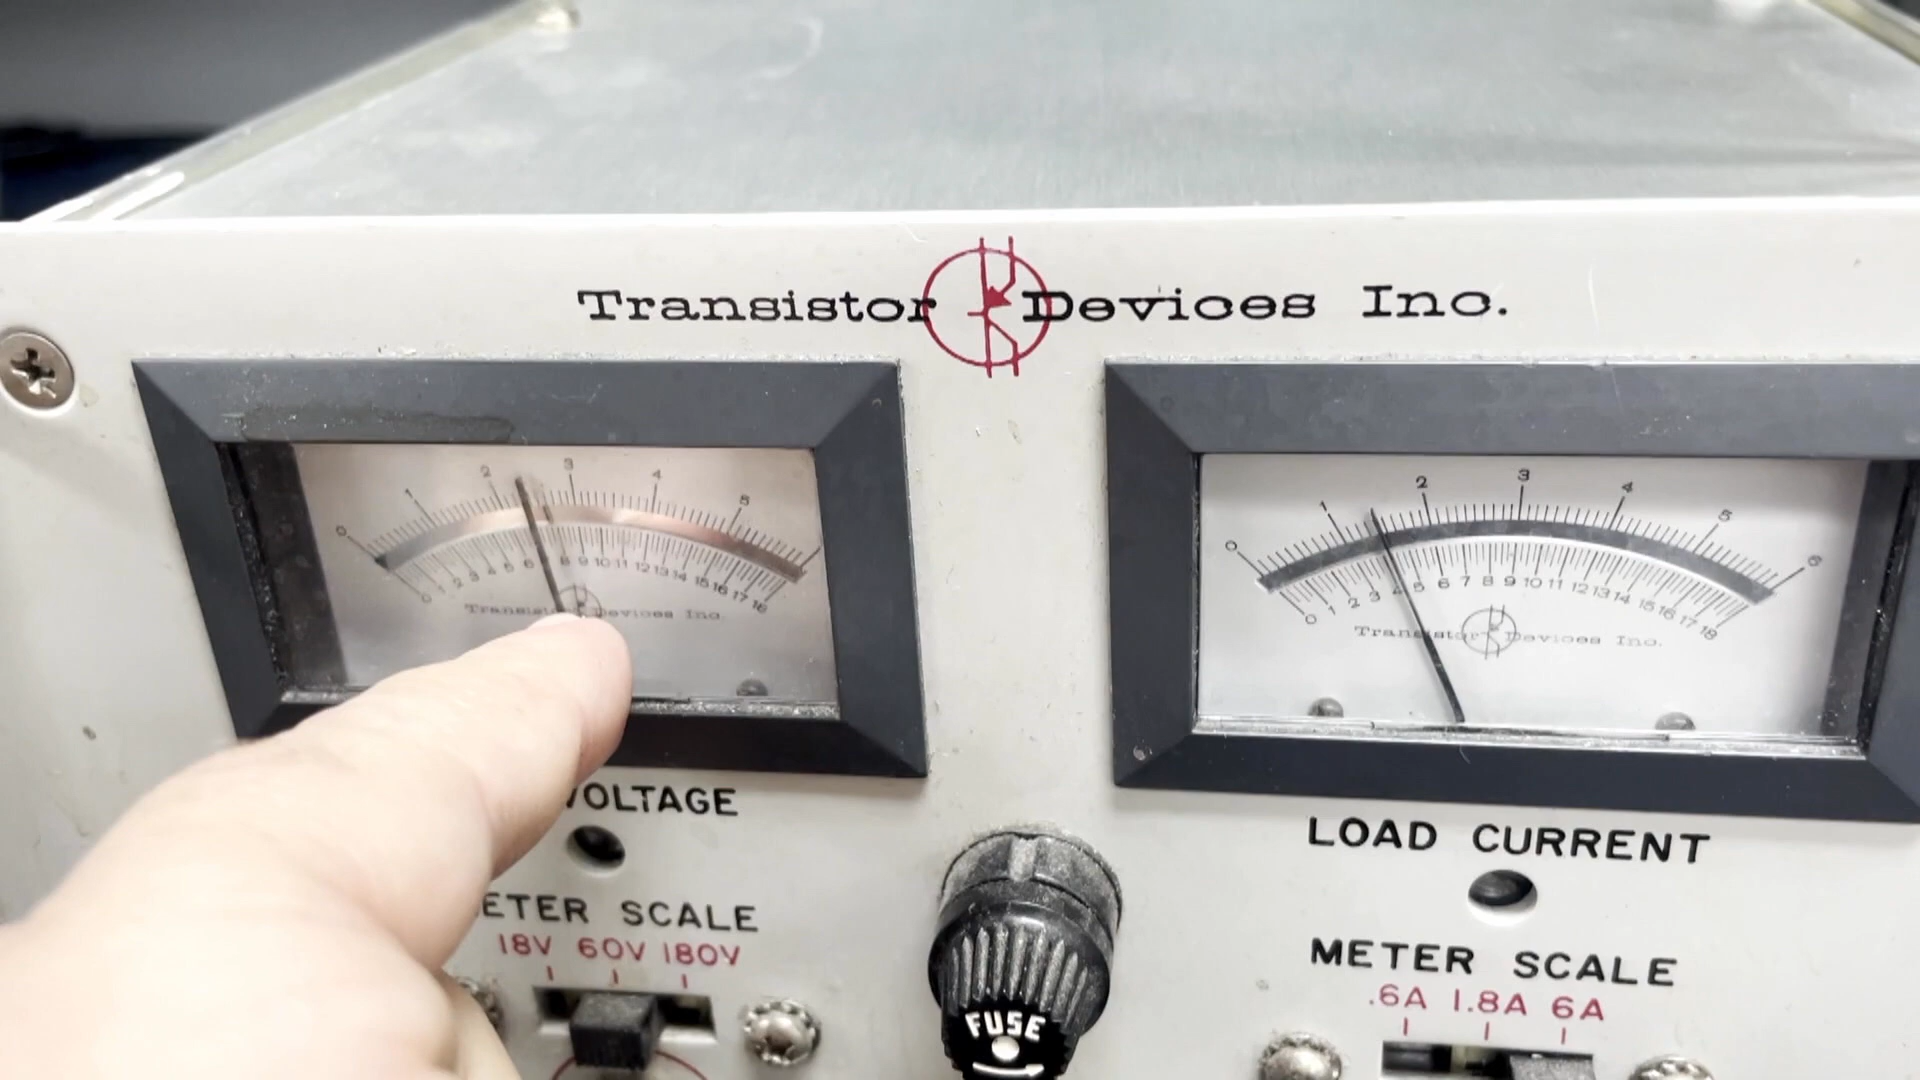 Transistor Devices Inc.
0 1 2 3 4 5
0 1 2 3 4 5 6 8 9 10 11 12 13 14 15 16 17 18
Transistor Devices Inc.
0 1 2 3 4 5 6
0 1 2 3 4 5 6 7 8 9 10 11 12 13 14 15 16 17 18
Transistor Devices Inc.
VOLTAGE
ETER SCALE
18V 60V 180V
FUSE
LOAD CURRENT
METER SCALE
.6A 1.8A 6A